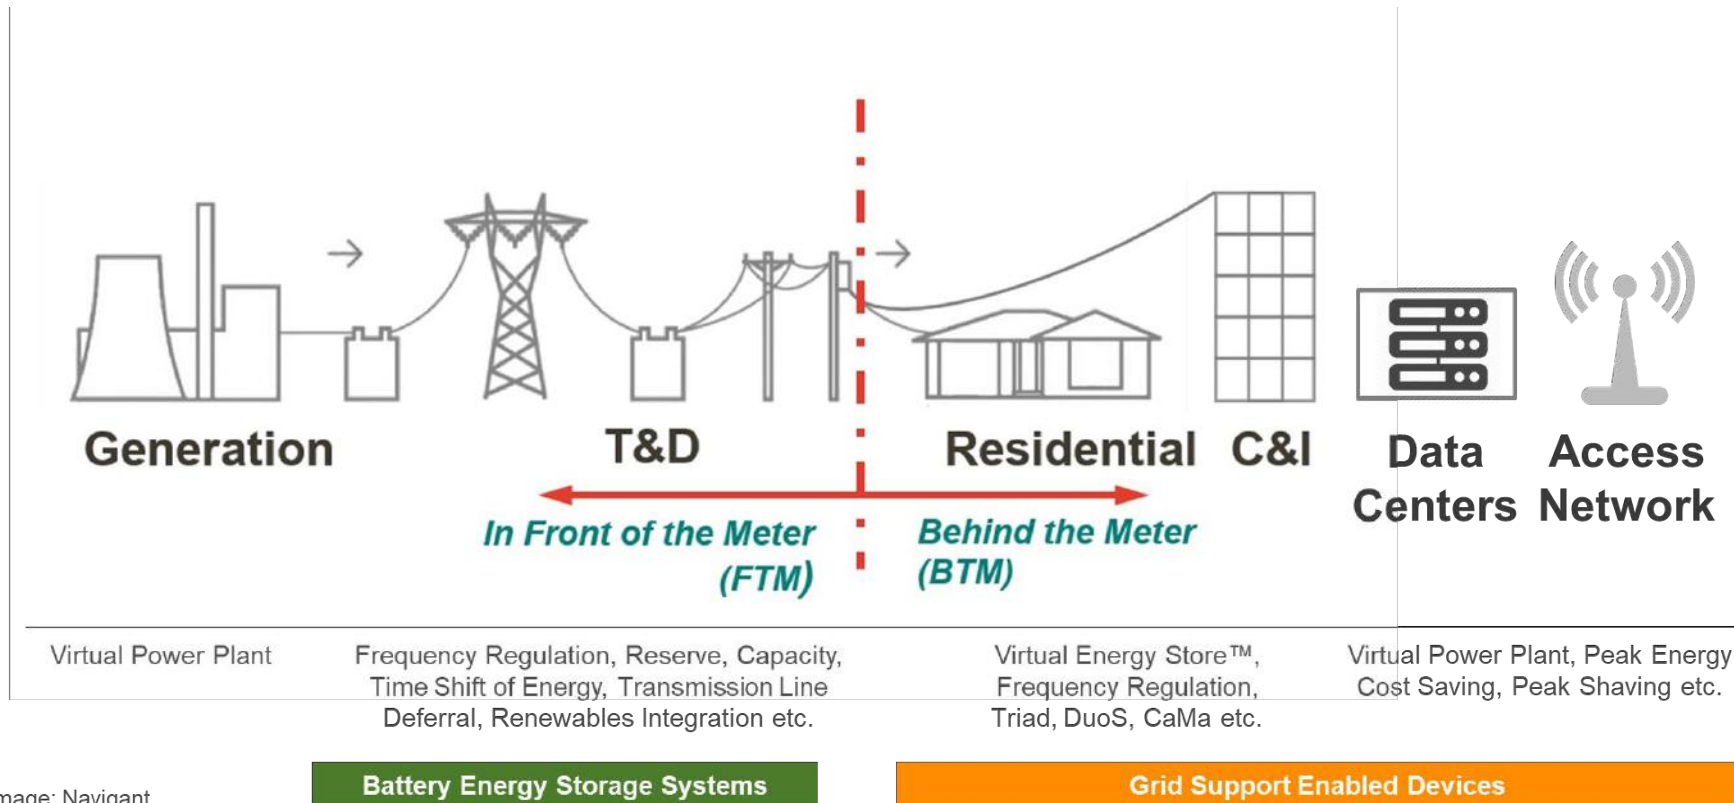 Generation
T&D
Residential
C&I
Data
Centers
Access
Network
In Front of the Meter
(FTM)
Behind the Meter
(BTM)
Virtual Power Plant
Frequency Regulation, Reserve, Capacity,
Time Shift of Energy, Transmission Line
Deferral, Renewables Integration etc.
Virtual Energy Store™,
Frequency Regulation,
Triad, DuoS, CaMa etc.
Virtual Power Plant, Peak Energy
Cost Saving, Peak Shaving etc.
Battery Energy Storage Systems
Grid Support Enabled Devices
mage: Navigant